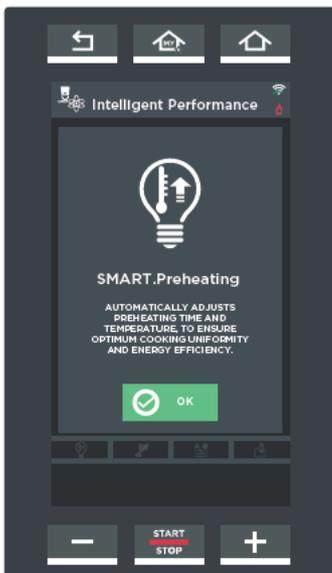 MY
Intelligent Performance
SMART.Preheating
AUTOMATICALLY ADJUSTS
PREHEATING TIME AND
TEMPERATURE, TO ENSURE
OPTIMUM COOKING UNIFORMITY
AND ENERGY EFFICIENCY.
OK
START
STOP